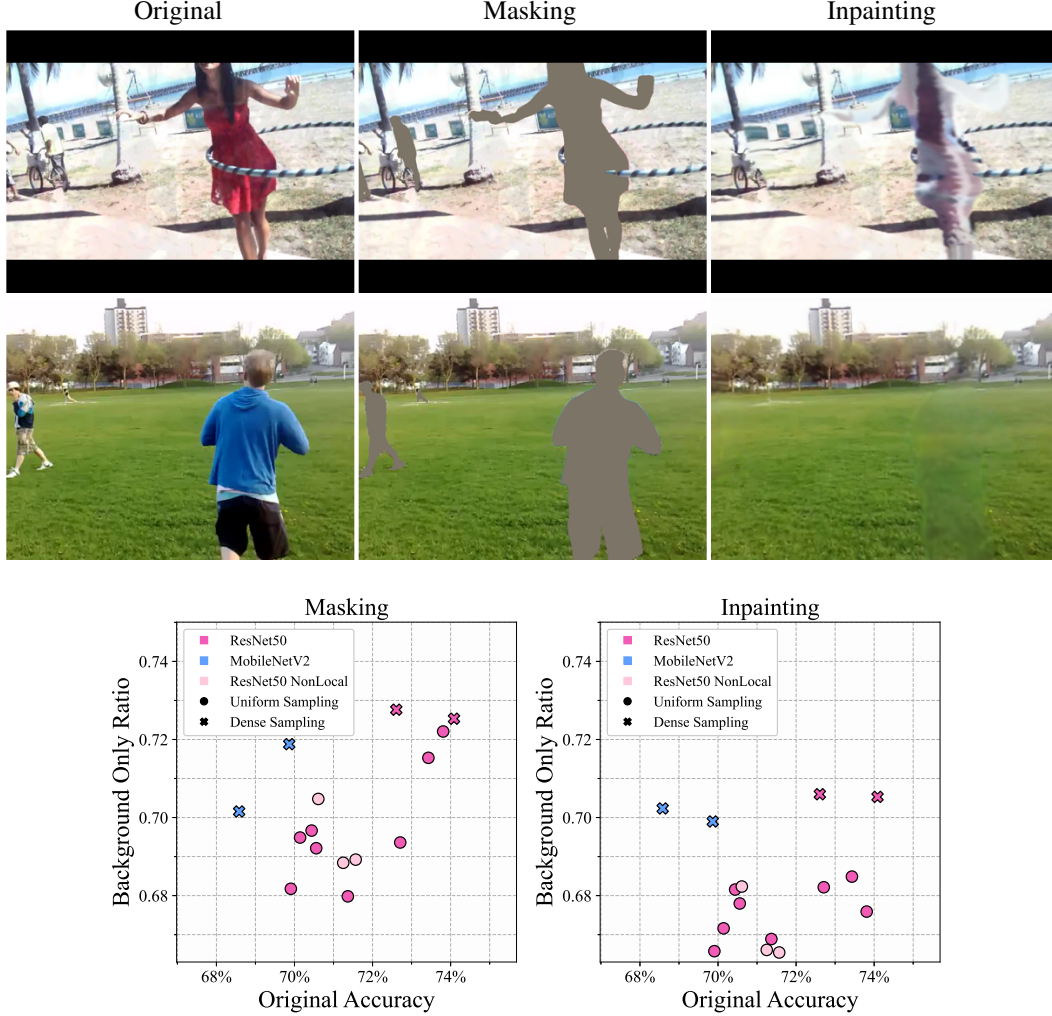 Original Masking Inpainting
Masking
Background Only Ratio
0.74
0.72
0.70
0.68
ResNet50
MobileNetV2
ResNet50 NonLocal
Uniform Sampling
Dense Sampling
68% 70% 72% 74%
Original Accuracy
Inpainting
Background Only Ratio
0.74
0.72
0.70
0.68
ResNet50
MobileNetV2
ResNet50 NonLocal
Uniform Sampling
Dense Sampling
68% 70% 72% 74%
Original Accuracy